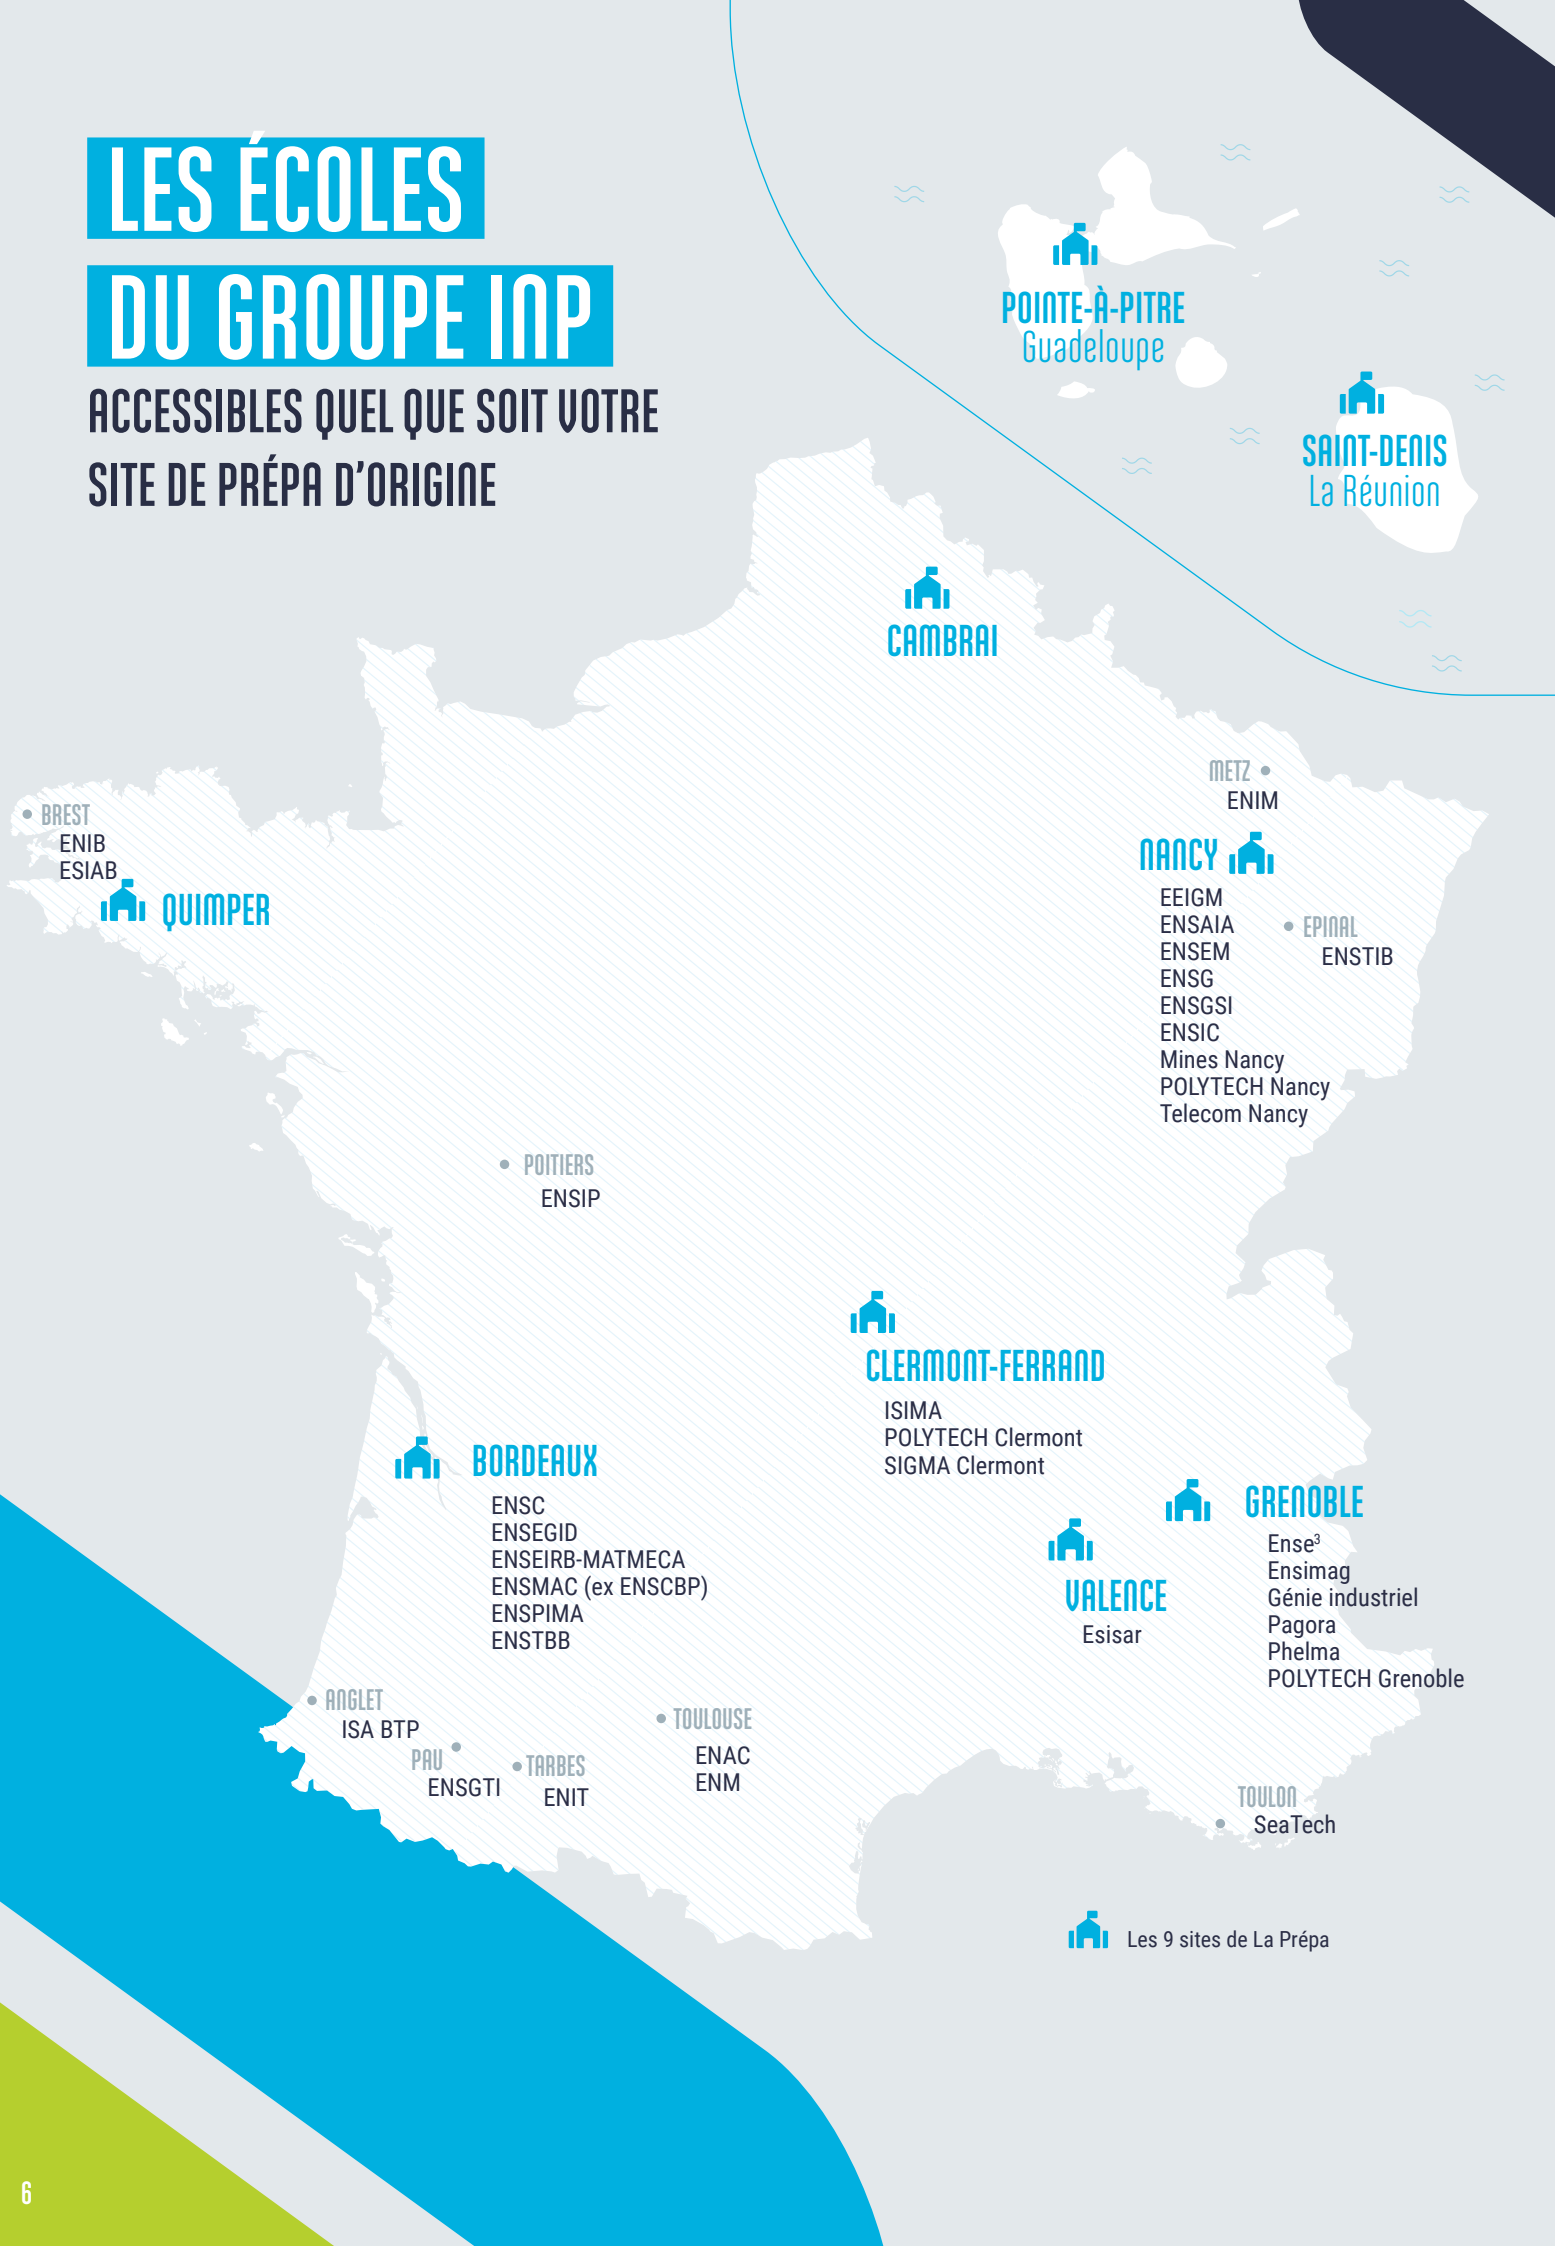 LES ÉCOLES
DU GROUPE INP
ACCESSIBLES QUEL QUE SOIT VOTRE
SITE DE PRÉPA D'ORIGINE
POINTE-À-PITRE
Guadeloupe
SAINT-DENIS
La Réunion
CAMBRAI
METZ
ENIM
BREST
ENIB
ESIAB
QUIMPER
NANCY
EEIGM
ENSAIA
ENSEM
ENSG
ENSGSI
ENSIC
Mines Nancy
POLYTECH Nancy
Telecom Nancy
EPINAL
ENSTIB
POITIERS
ENSIP
CLERMONT-FERRAND
ISIMA
POLYTECH Clermont
SIGMA Clermont
BORDEAUX
ENSC
ENSEGID
ENSEIRB-MATMECA
ENSMAC (ex ENSCBP)
ENSPIMA
ENSTBB
GRENOBLE
Ense³
Ensimag
Génie industriel
Pagora
Phelma
POLYTECH Grenoble
VALENCE
Esisar
ANGLET
ISA BTP
PAU
ENSGTI
TARBES
ENIT
TOULOUSE
ENAC
ENM
TOULON
SeaTech
Les 9 sites de La Prépa
6